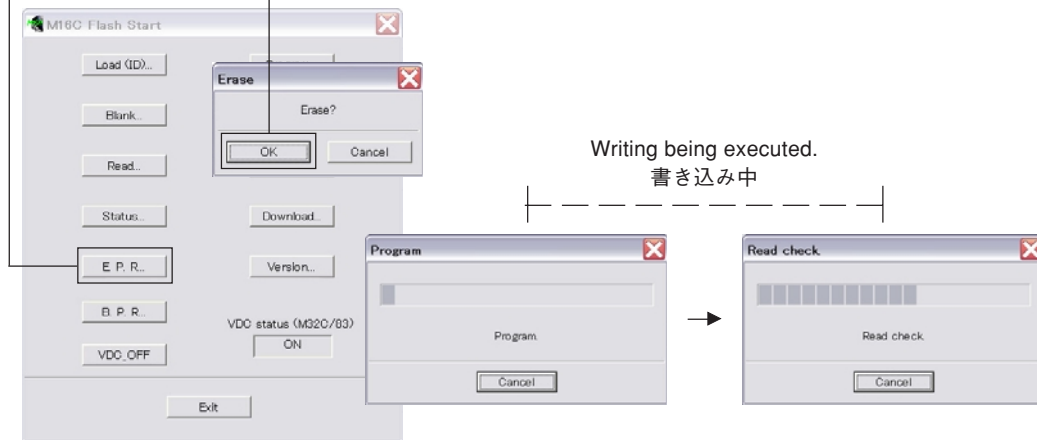 M16C Flash Start
Load (ID)...
Blank...
Read...
Status...
Download...
E. P. R...
Version...
B. P. R...
VDC status (M32C/83)
ON
VDC_OFF
Exit
Erase
Erase?
OK
Cancel
Writing being executed.
書き込み中
Program
Program.
Cancel
Read check.
Read check.
Cancel